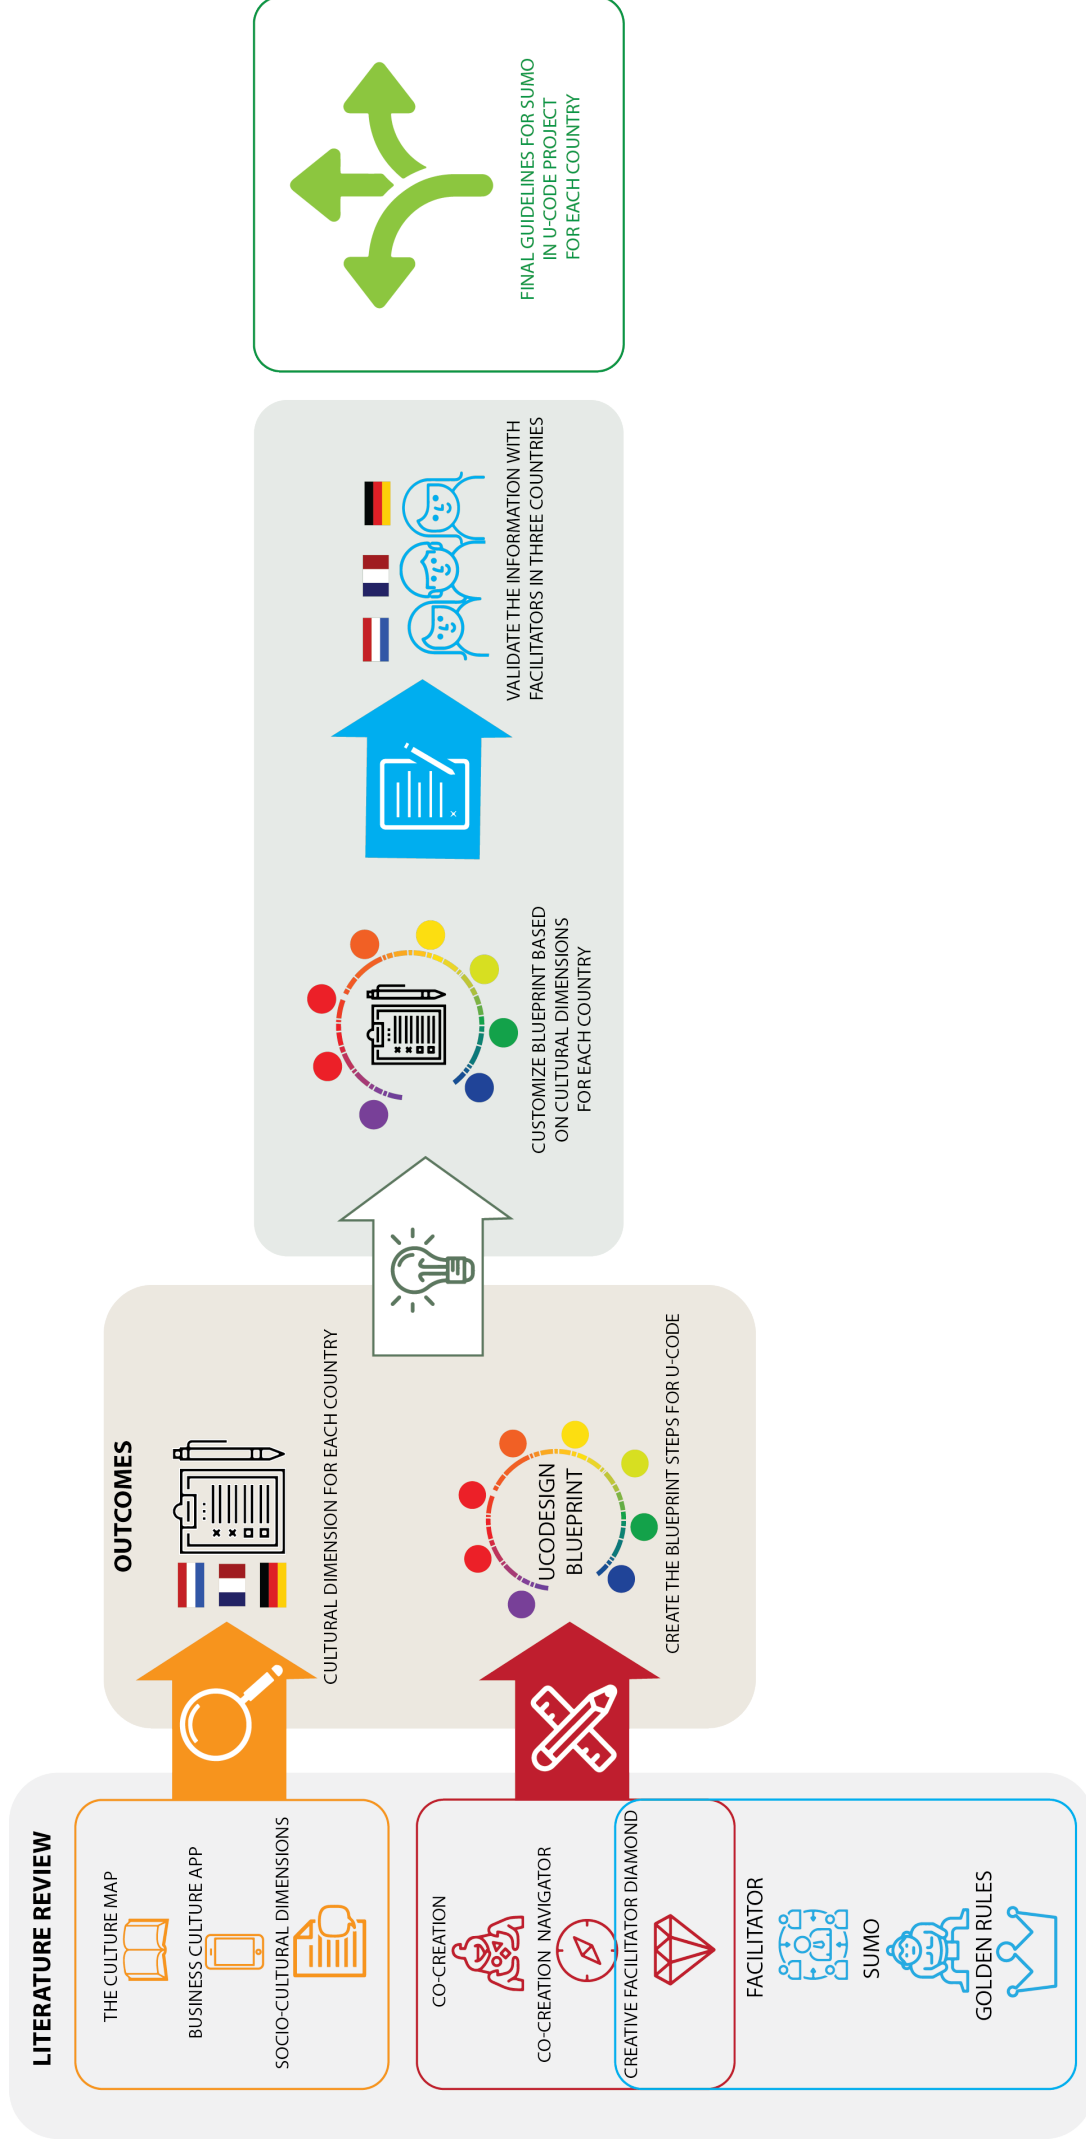 LITERATURE REVIEW
THE CULTURE MAP
BUSINESS CULTURE APP
SOCIO-CULTURAL DIMENSIONS
CO-CREATION
CO-CREATION NAVIGATOR
CREATIVE FACILITATOR DIAMOND
FACILITATOR
SUMO
GOLDEN RULES
OUTCOMES
CULTURAL DIMENSION FOR EACH COUNTRY
UCODESIGN
BLUEPRINT
CREATE THE BLUEPRINT STEPS FOR U-CODE
CUSTOMIZE BLUEPRINT BASED
ON CULTURAL DIMENSIONS
FOR EACH COUNTRY
VALIDATE THE INFORMATION WITH
FACILITATORS IN THREE COUNTRIES
FINAL GUIDELINES FOR SUMO
IN U-CODE PROJECT
FOR EACH COUNTRY